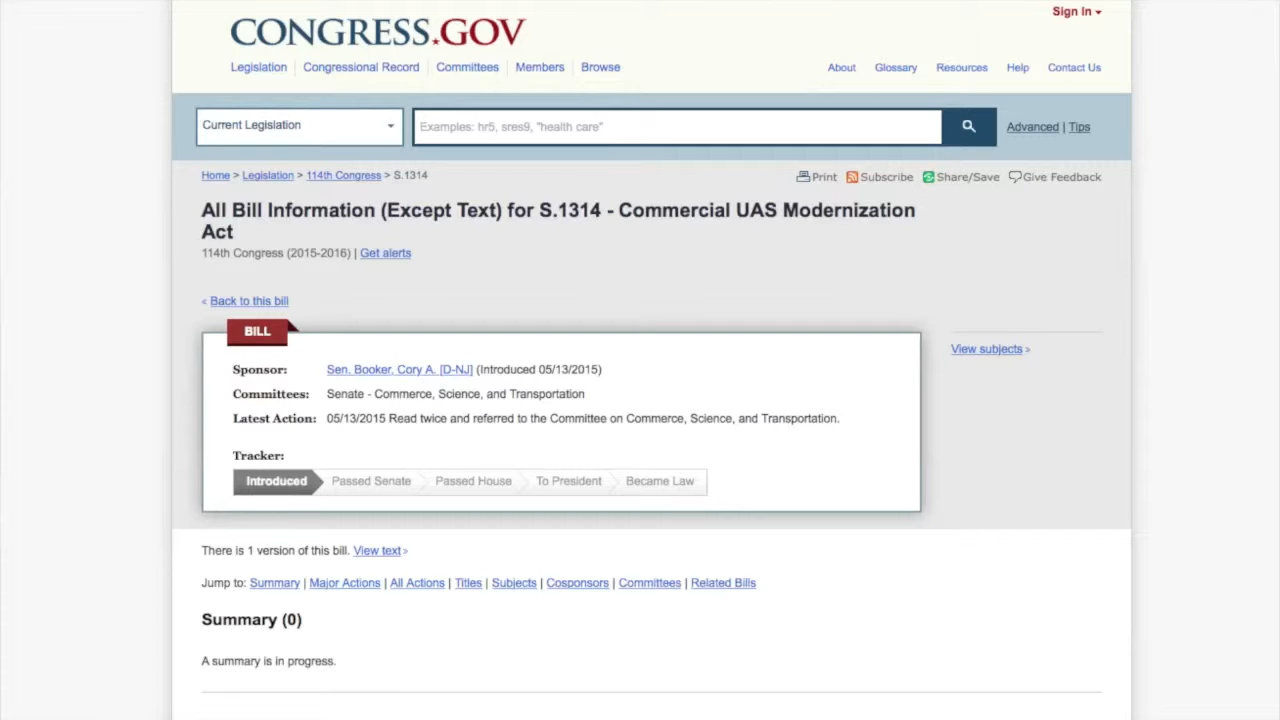 Sign In
CONGRESS.GOV
Legislation Congressional Record Committees Members Browse
About Glossary Resources Help Contact Us
Current Legislation
Examples: hr5, sres9, "health care"
Advanced | Tips
Home > Legislation > 114th Congress > S.1314
Print Subscribe Share/Save Give Feedback
All Bill Information (Except Text) for S.1314 - Commercial UAS Modernization
Act
114th Congress (2015-2016) | Get alerts
« Back to this bill
BILL
View subjects »
Sponsor: Sen. Booker, Cory A. [D-NJ] (Introduced 05/13/2015)
Committees: Senate - Commerce, Science, and Transportation
Latest Action: 05/13/2015 Read twice and referred to the Committee on Commerce, Science, and Transportation.
Tracker:
Introduced Passed Senate Passed House To President Became Law
There is 1 version of this bill. View text »
Jump to: Summary | Major Actions | All Actions | Titles | Subjects | Cosponsors | Committees | Related Bills
Summary (0)
A summary is in progress.